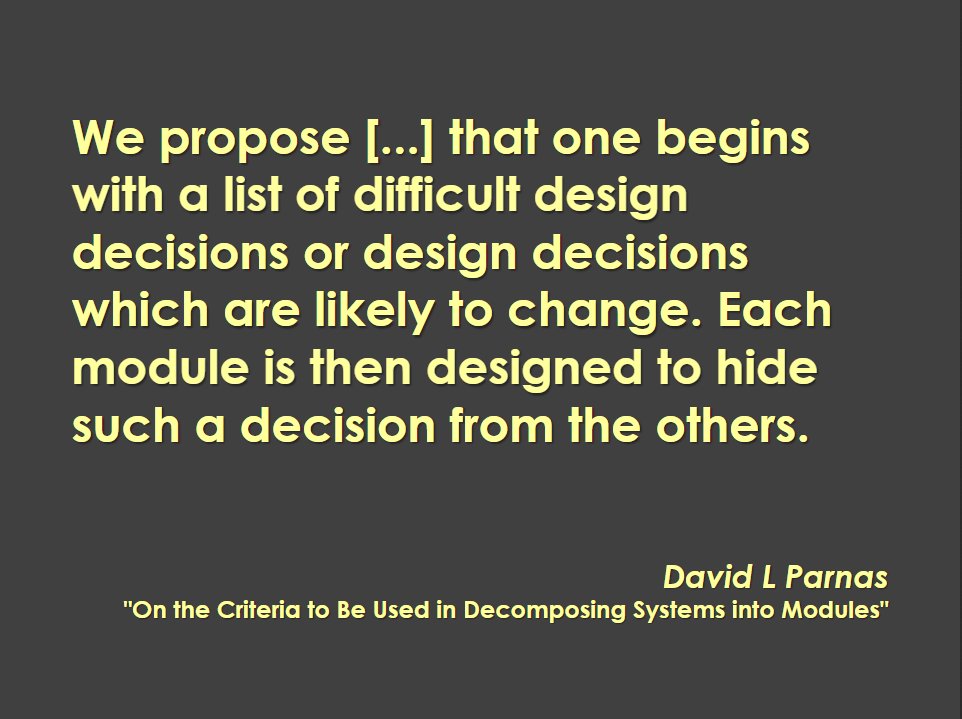 We propose [...] that one begins
with a list of difficult design
decisions or design decisions
which are likely to change. Each
module is then designed to hide
such a decision from the others.
David L Parnas
"On the Criteria to Be Used in Decomposing Systems into Modules"